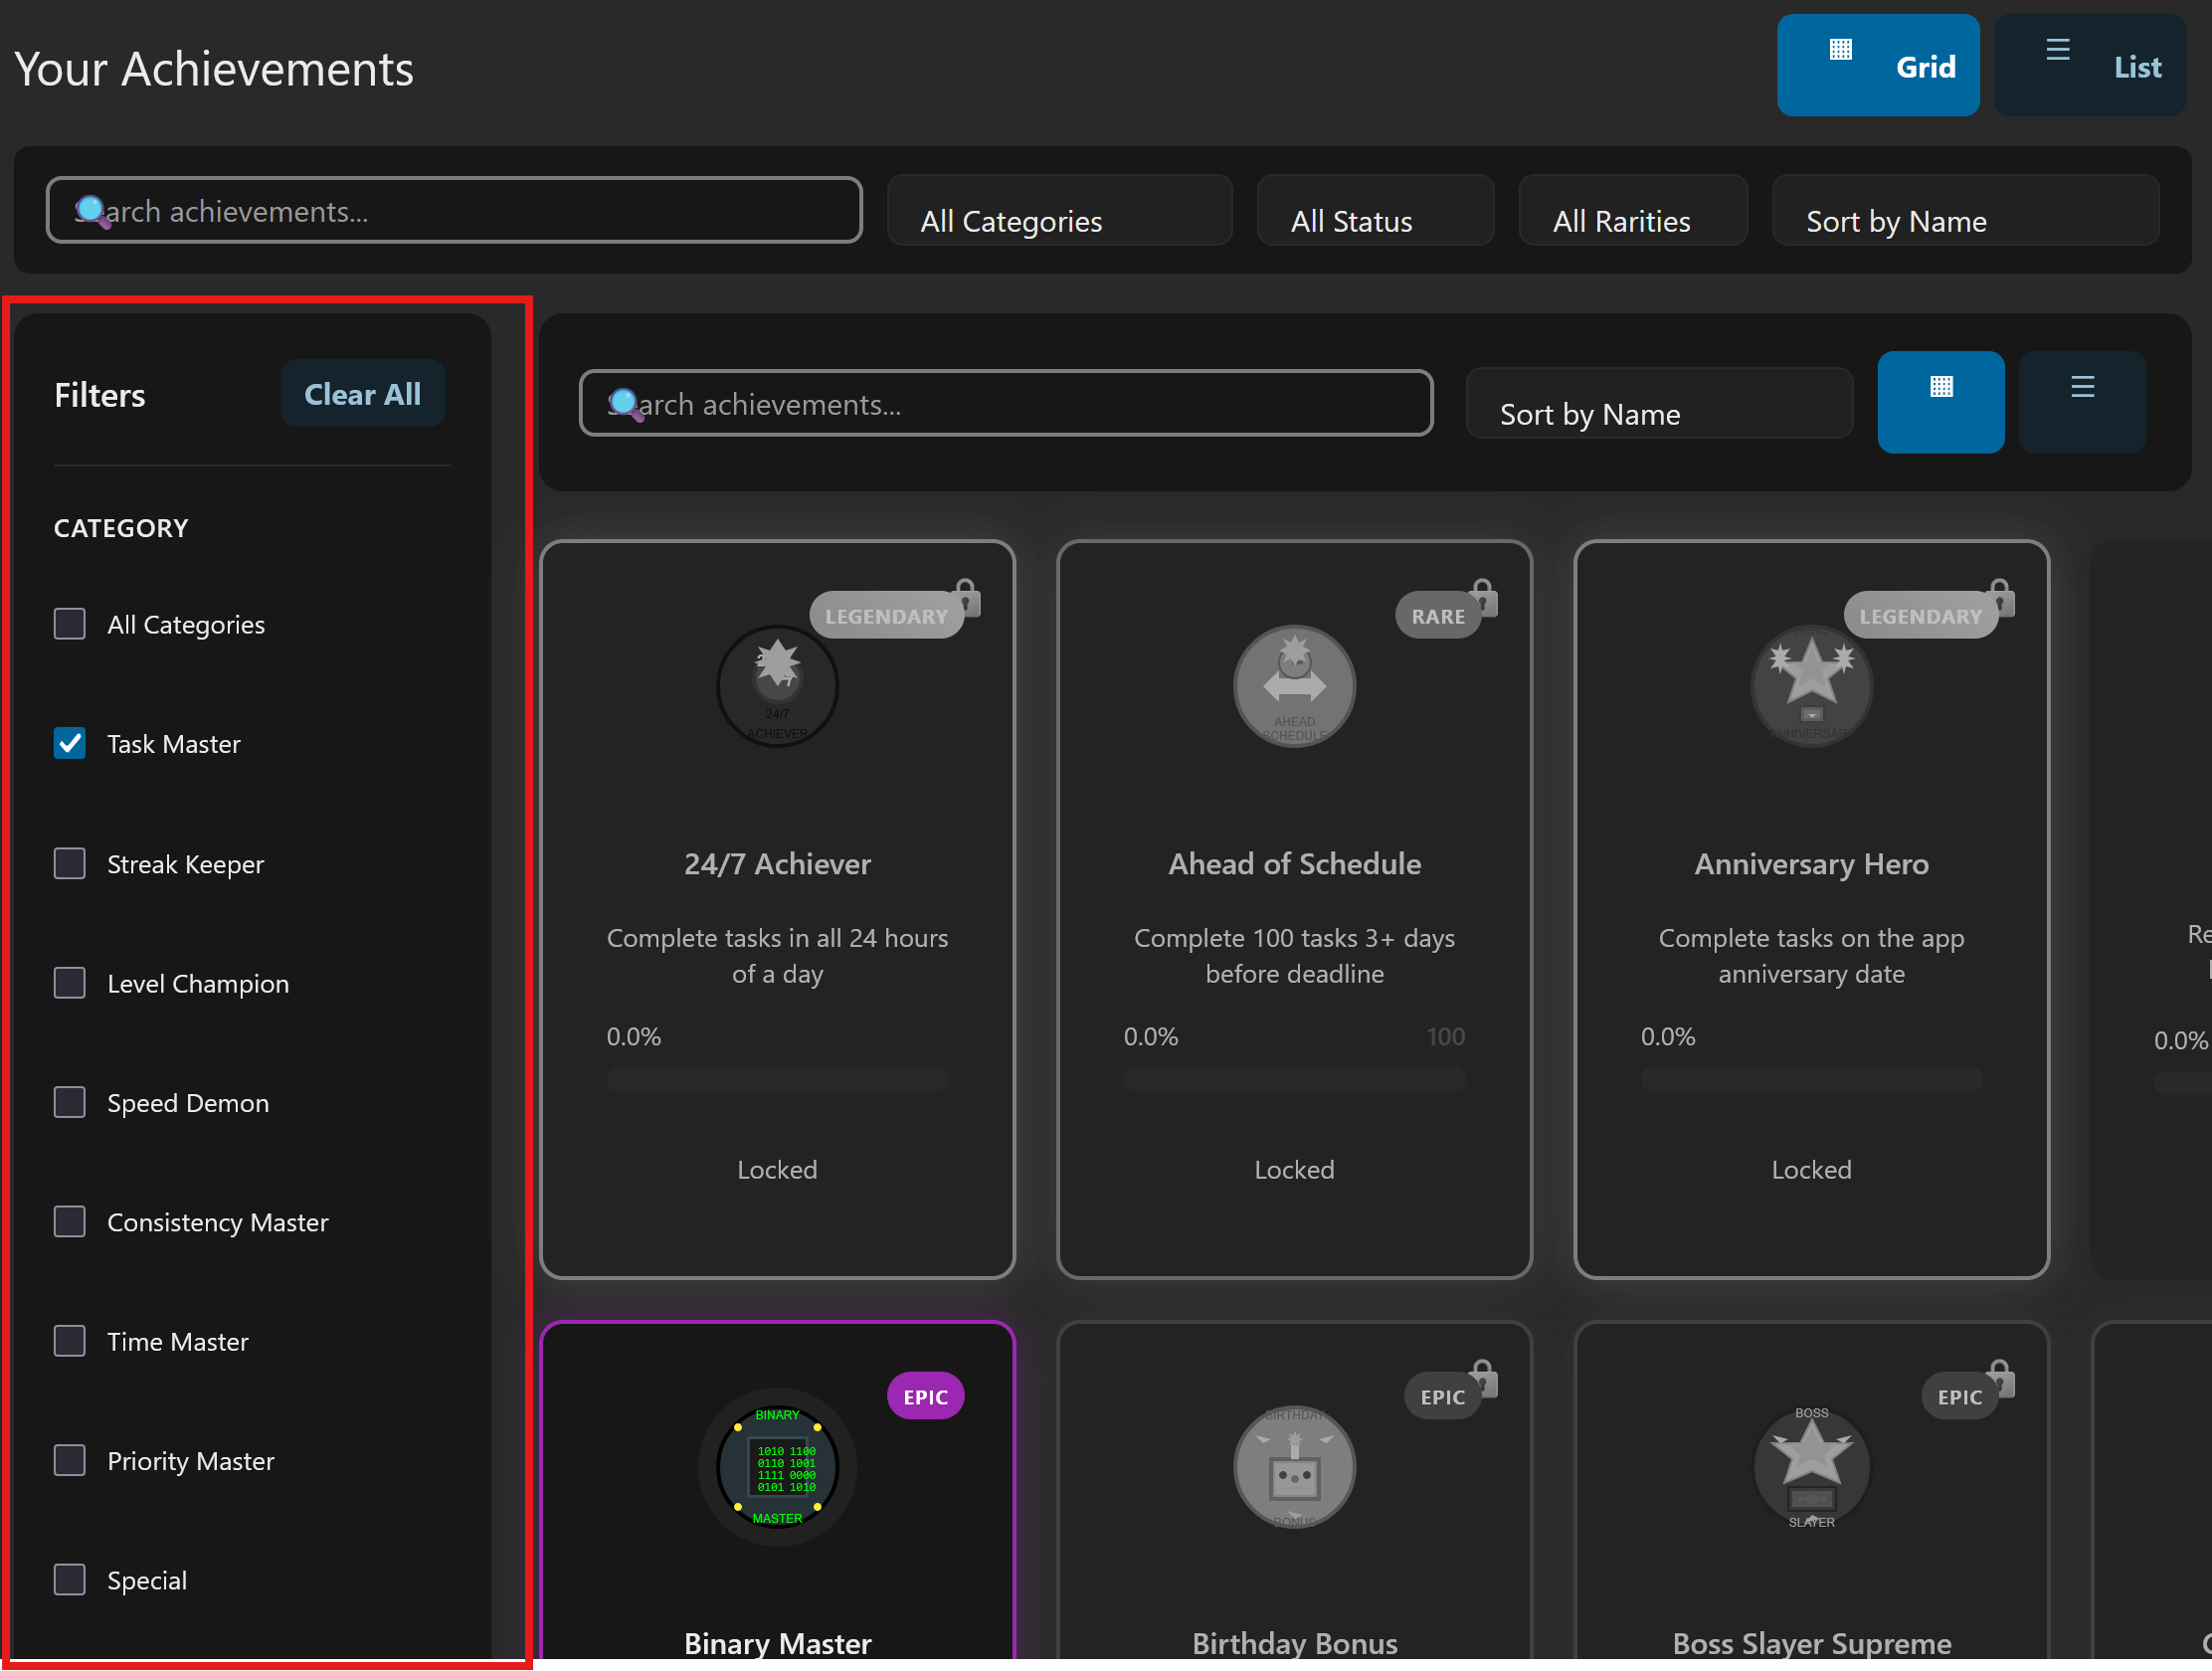 Your Achievements
Grid
List
Search achievements...
All Categories
All Status
All Rarities
Sort by Name
Filters
Clear All
CATEGORY
All Categories
Task Master
Streak Keeper
Level Champion
Speed Demon
Consistency Master
Time Master
Priority Master
Special
arch achievements...
Sort by Name
LEGENDARY
24/7
ACHIEVER
24/7 Achiever
Complete tasks in all 24 hours
of a day
0.0%
Locked
RARE
AHEAD
SCHEDULE
Ahead of Schedule
Complete 100 tasks 3+ days
before deadline
0.0%
100
Locked
LEGENDARY
HERO
ANNIVERSARY
Anniversary Hero
Complete tasks on the app
anniversary date
0.0%
Locked
Re
0.0%
EPIC
BINARY
1010 1100
0110 1001
1111 0000
0101 1010
MASTER
Binary Master
EPIC
BIRTHDAY
BONUS
Birthday Bonus
EPIC
BOSS
SLAYER
Boss Slayer Supreme